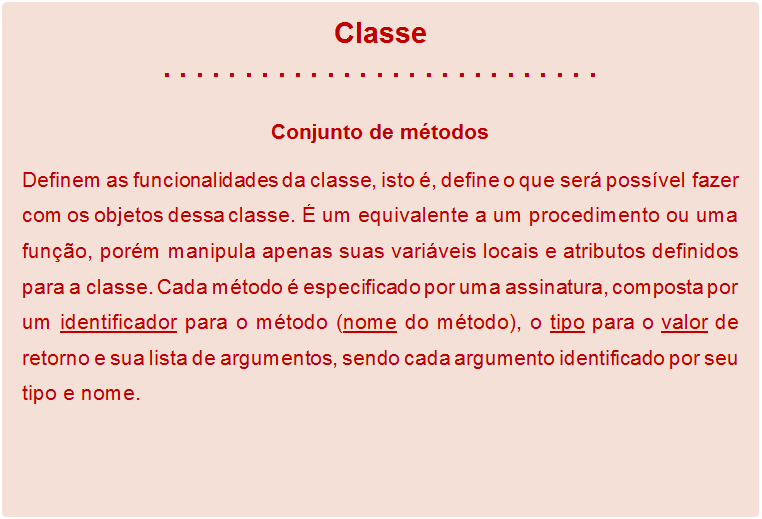 Classe
Conjunto de métodos
Definem as funcionalidades da classe, isto é, define o que será possível fazer
com os objetos dessa classe. É um equivalente a um procedimento ou uma
função, porém manipula apenas suas variáveis locais e atributos definidos
para a classe. Cada método é especificado por uma assinatura, composta por
um identificador para o método (nome do método), o tipo para o valor de
retorno e sua lista de argumentos, sendo cada argumento identificado por seu
tipo e nome.